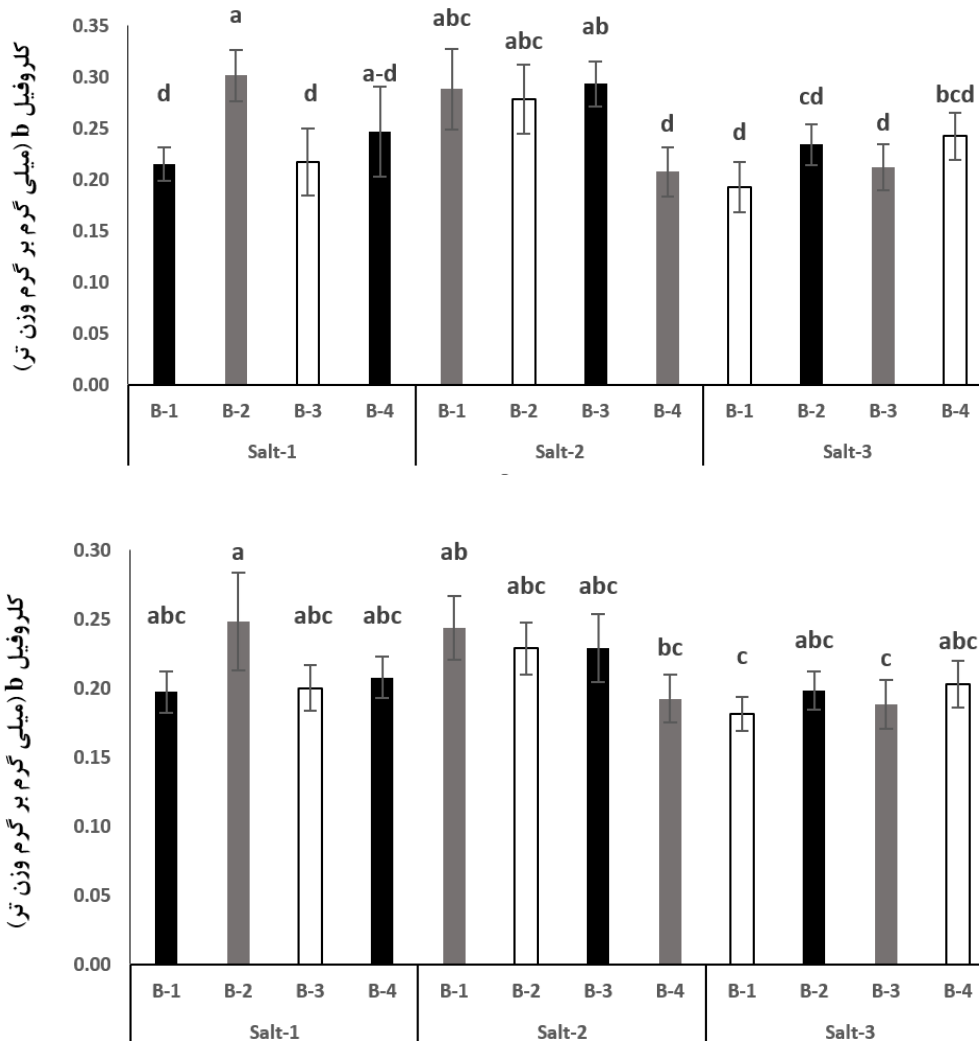 کلروفیل b (میلی گرم بر گرم وزن تر)
0.35
0.30
0.25
0.20
0.15
0.10
0.05
0.00
d
a
d
a-d
abc
abc
ab
d
d
cd
d
bcd
B-1 B-2 B-3 B-4 B-1 B-2 B-3 B-4 B-1 B-2 B-3 B-4
Salt-1 Salt-2 Salt-3
کلروفیل b (میلی گرم بر گرم وزن تر)
0.30
0.25
0.20
0.15
0.10
0.05
0.00
abc
a
abc
abc
ab
abc
abc
bc
c
abc
c
abc
B-1 B-2 B-3 B-4 B-1 B-2 B-3 B-4 B-1 B-2 B-3 B-4
Salt-1 Salt-2 Salt-3